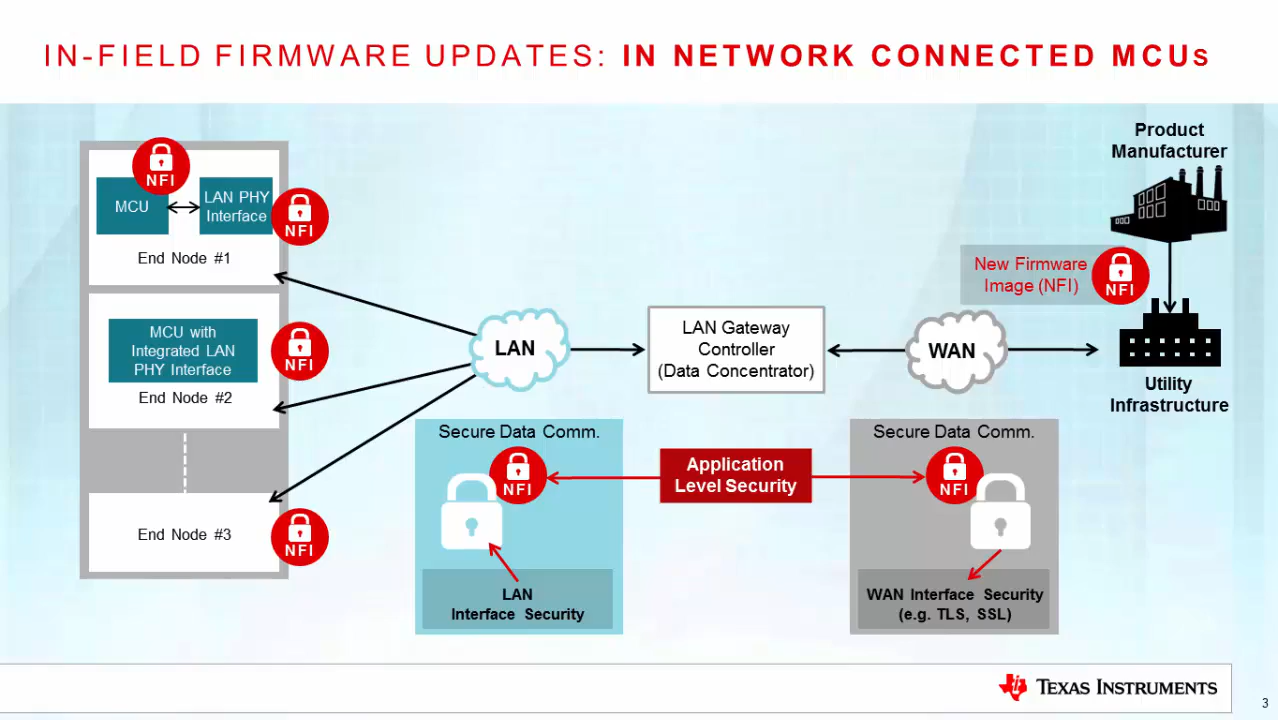 IN-FIELD FIRMWARE UPDATES: IN NETWORK CONNECTED MCUs
NFI
MCU
LAN PHY
Interface
NFI
End Node #1
MCU with
Integrated LAN
PHY Interface
NFI
End Node #2
End Node #3
NFI
LAN
LAN Gateway
Controller
(Data Concentrator)
WAN
Product
Manufacturer
New Firmware
Image (NFI)
NFI
Utility
Infrastructure
Secure Data Comm.
NFI
LAN
Interface Security
Application
Level Security
Secure Data Comm.
NFI
WAN Interface Security
(e.g. TLS, SSL)
TEXAS INSTRUMENTS
3